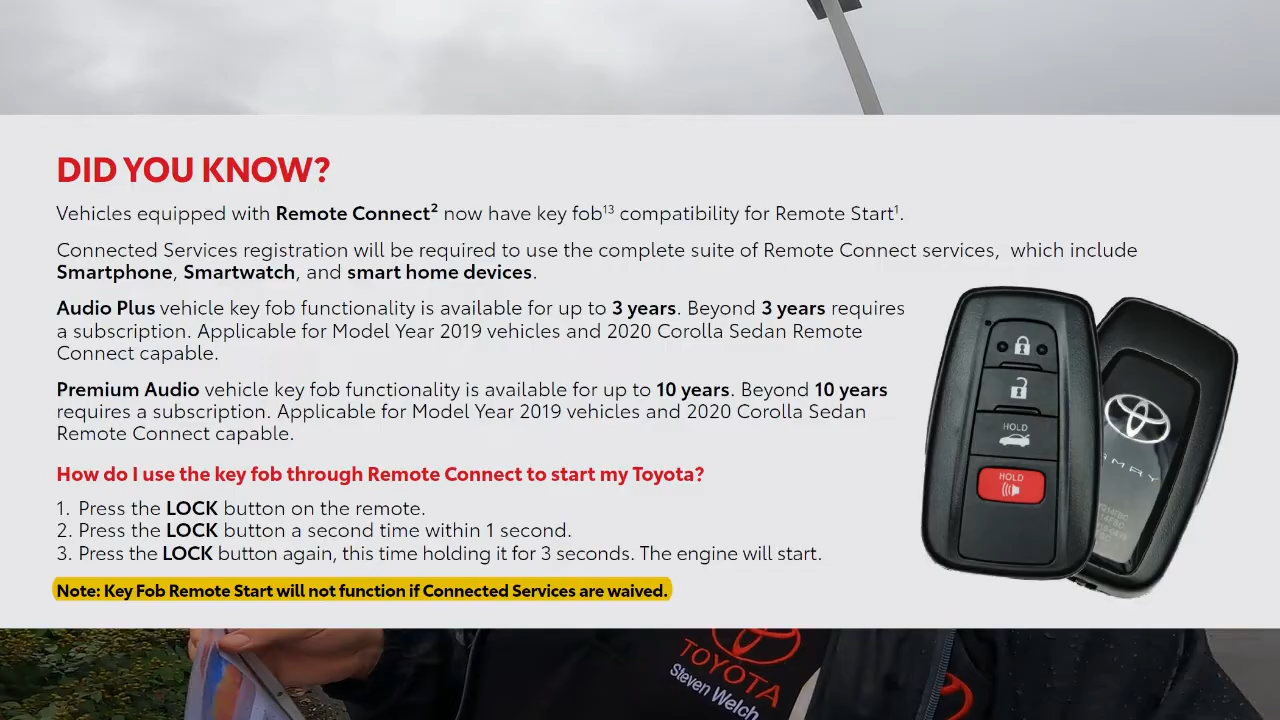 DID YOU KNOW?
Vehicles equipped with Remote Connect² now have key fob¹³ compatibility for Remote Start¹.
Connected Services registration will be required to use the complete suite of Remote Connect services, which include
Smartphone, Smartwatch, and smart home devices.
Audio Plus vehicle key fob functionality is available for up to 3 years. Beyond 3 years requires
a subscription. Applicable for Model Year 2019 vehicles and 2020 Corolla Sedan Remote
Connect capable.
Premium Audio vehicle key fob functionality is available for up to 10 years. Beyond 10 years
requires a subscription. Applicable for Model Year 2019 vehicles and 2020 Corolla Sedan
Remote Connect capable.
How do I use the key fob through Remote Connect to start my Toyota?
1. Press the LOCK button on the remote.
2. Press the LOCK button a second time within 1 second.
3. Press the LOCK button again, this time holding it for 3 seconds. The engine will start.
Note: Key Fob Remote Start will not function if Connected Services are waived.
HOLD
HOLD
TOYOTA
Steven Welch